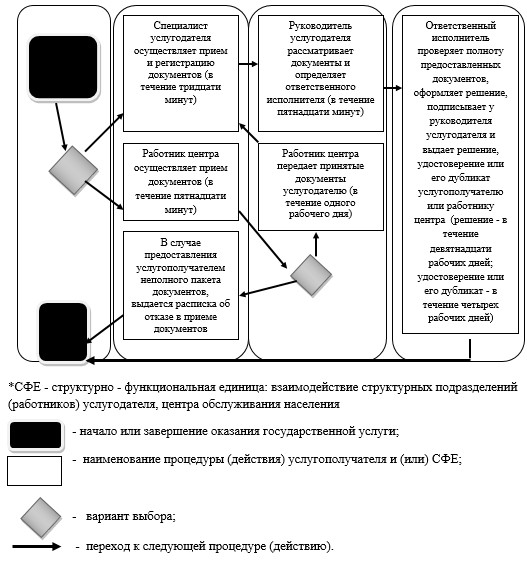 Специалист
услугодателя
осуществляет прием
и регистрацию
документов (в
течение тридцати
минут)
Руководитель
услугодателя
рассматривает
документы и
определяет
ответственного
исполнителя (в течение
пятнадцати минут)
Ответственный
исполнитель
проверяет полноту
предоставленных
документов,
оформляет решение,
подписывает у
руководителя
услугодателя и
выдает решение,
удостоверение или
его дубликат
услугополучателю
или работнику
центра (решение - в
течение
девятнадцати
рабочих дней;
удостоверение или
его дубликат - в
течение четырех
рабочих дней)
Работник центра
осуществляет прием
документов (в
течение пятнадцати
минут)
Работник центра
передает принятые
документы
услугодателю (в
течение одного
рабочего дня)
В случае
предоставления
услугополучателем
неполного пакета
документов,
выдается расписка об
отказе в приеме
документов
*СФЕ - структурно - функциональная единица: взаимодействие структурных подразделений
(работников) услугодателя, центра обслуживания населения
- начало или завершение оказания государственной услуги;
- наименование процедуры (действия) услугополучателя и (или) СФЕ;
- вариант выбора;
- переход к следующей процедуре (действию).